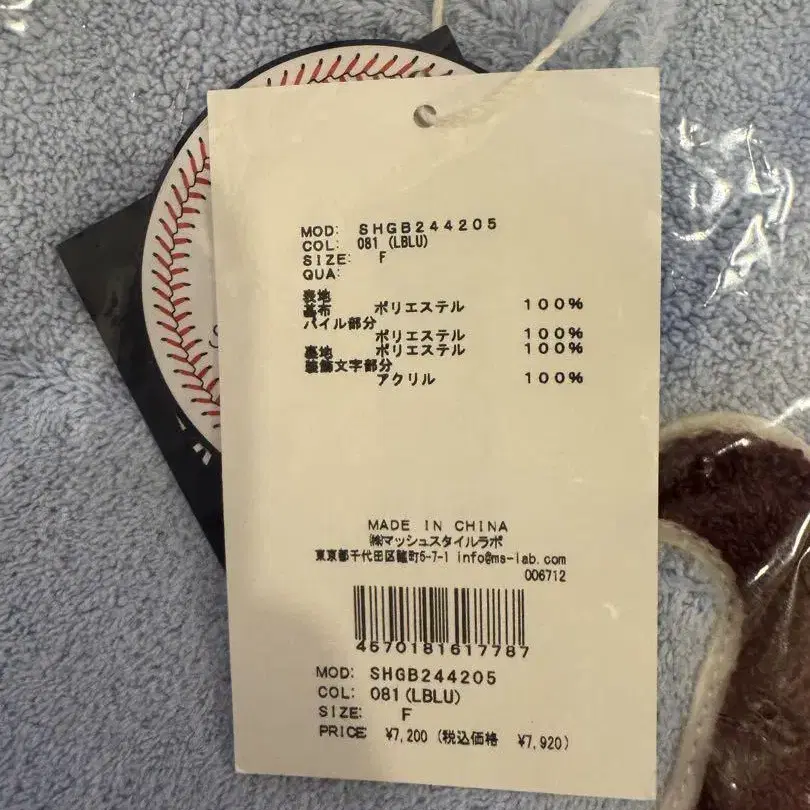 MOD: SHGB244205
COL: 081 (LBLU)
SIZE: F
QUA:
表地
基布 ポリエステル 100%
パイル部分
ポリエステル 100%
裏地 ポリエステル 100%
装飾文字部分
アクリル 100%
MADE IN CHINA
㈱マッシュスタイルラボ
東京都千代田区麹町5-7-1 info@ms-lab.com
006712
4570181617787
MOD: SHGB244205
COL: 081(LBLU)
SIZE: F
PRICE: ¥7,200 (税込価格 ¥7,920)